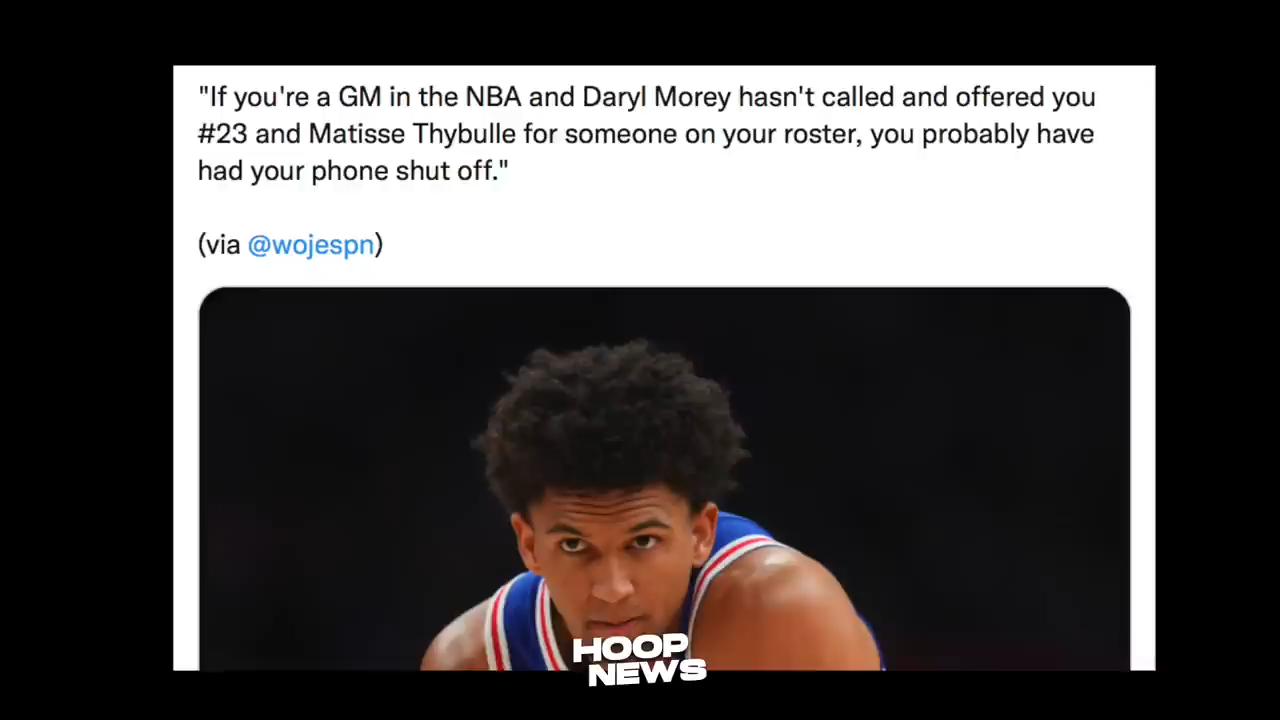 "If you're a GM in the NBA and Daryl Morey hasn't called and offered you
#23 and Matisse Thybulle for someone on your roster, you probably have
had your phone shut off."
(via @wojespn)
HOOP
NEWS